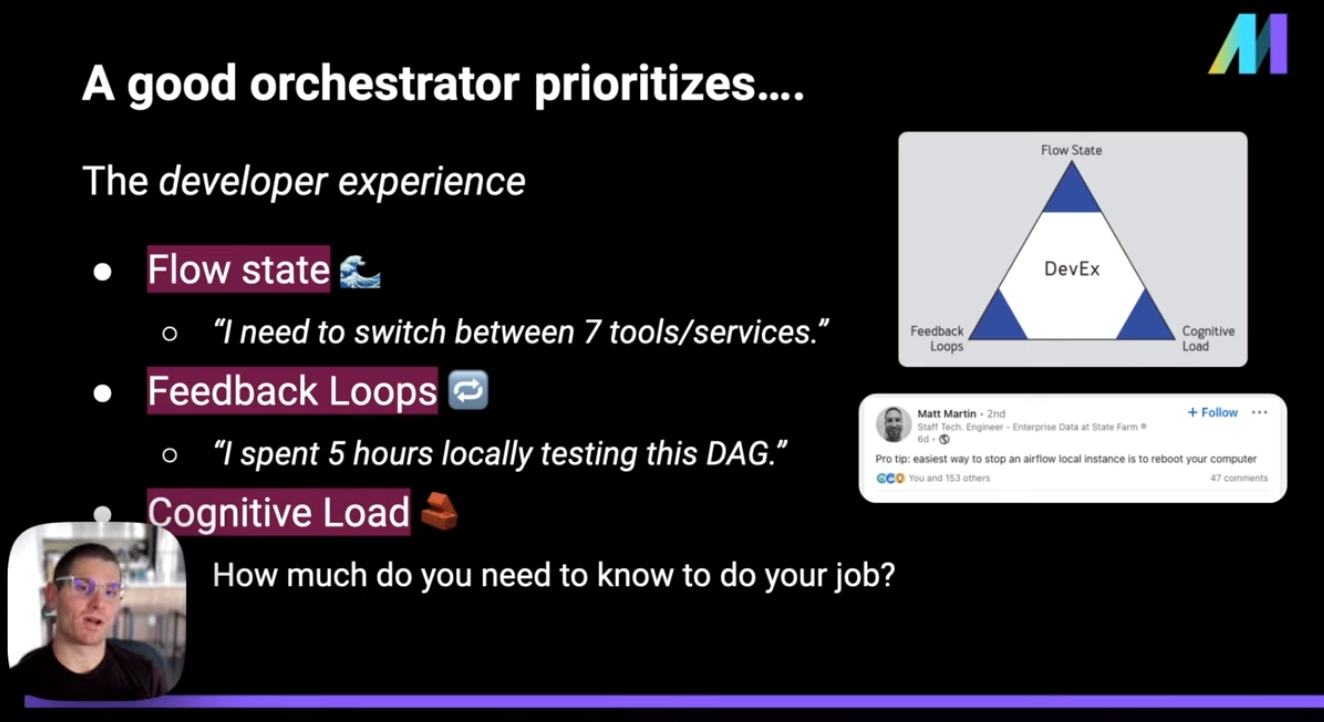 A good orchestrator prioritizes....
The developer experience
● Flow state 🌊
○ “I need to switch between 7 tools/services.”
● Feedback Loops 🔁
○ “I spent 5 hours locally testing this DAG.”
● Cognitive Load 🧱
How much do you need to know to do your job?
Flow State
DevEx
Feedback
Loops
Cognitive
Load
Matt Martin • 2nd
+ Follow ···
Staff Tech. Engineer - Enterprise Data at State Farm ®
6d •
Pro tip: easiest way to stop an airflow local instance is to reboot your computer
You and 153 others
47 comments